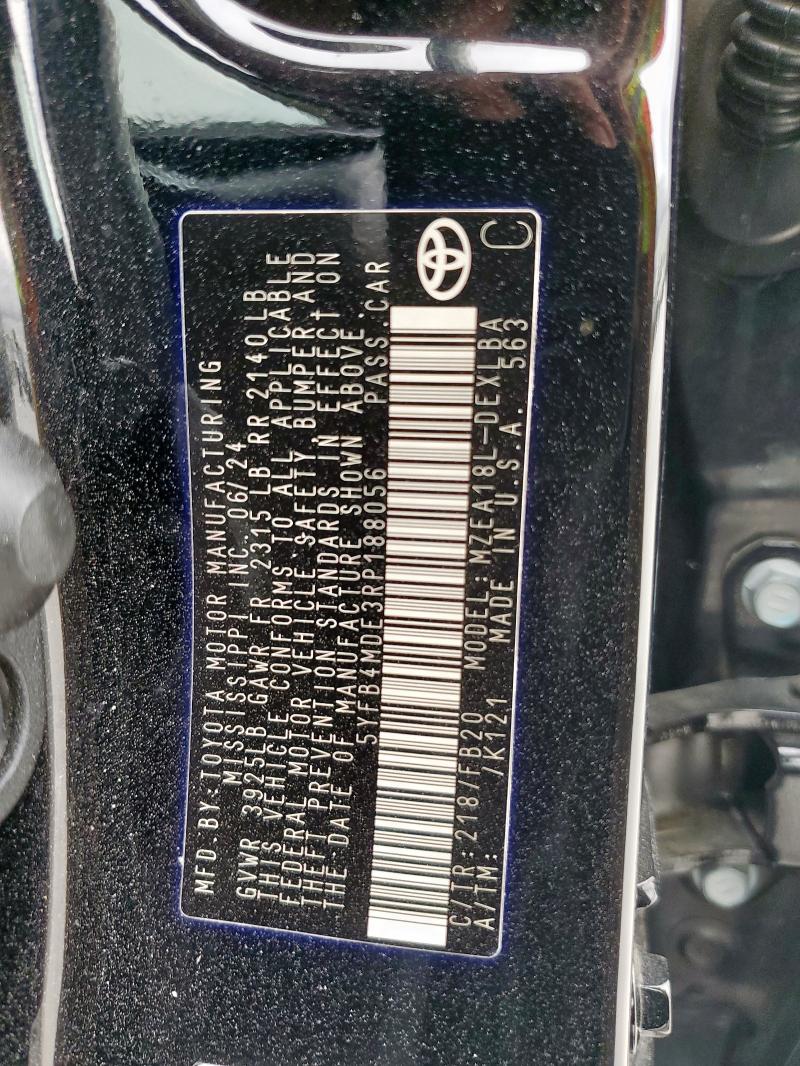 MFD. BY: TOYOTA MOTOR MANUFACTURING
MISSISSIPPI INC. 06/24
GVWR 3925LB GAWR FR 2315 LB RR 2140 LB
THIS VEHICLE CONFORMS TO ALL APPLICABLE
FEDERAL MOTOR VEHICLE SAFETY, BUMPER, AND
THEFT PREVENTION STANDARDS IN EFFECT ON
THE DATE OF MANUFACTURE SHOWN ABOVE.
5YFB4MDE3RP188056 PASS.CAR
C/TR: 218/FB20 MODEL: MZEA18L-DEXLBA
A/TM: /K121 MADE IN U.S.A. 563
C